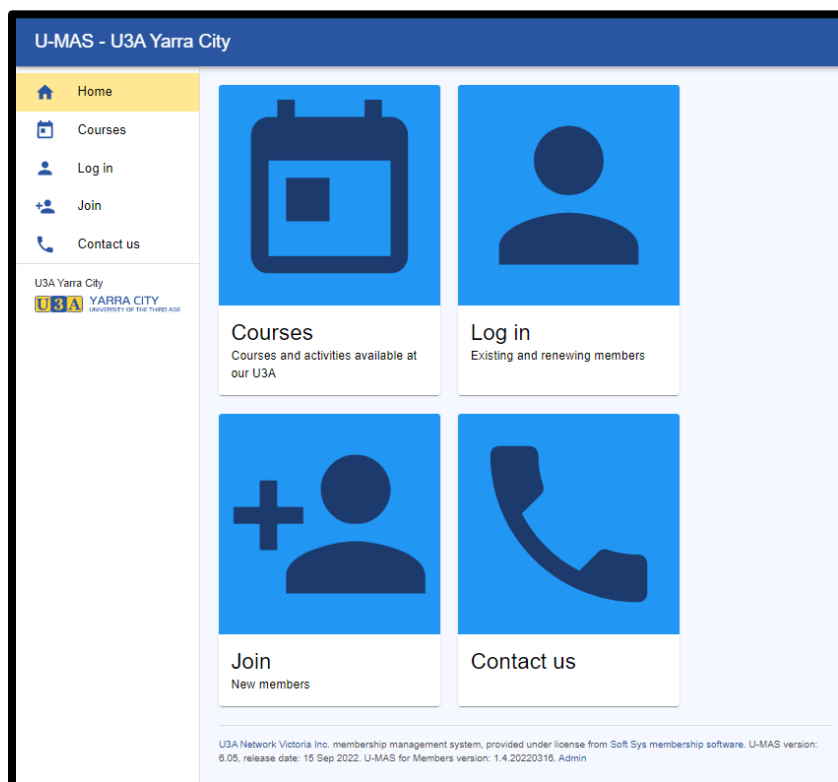 U-MAS - U3A Yarra City
Home
Courses
Log in
Join
Contact us
U3A Yarra City
U3A YARRA CITY
UNIVERSITY OF THE THIRD AGE
Courses
Courses and activities available at
our U3A
Log in
Existing and renewing members
Join
New members
Contact us
U3A Network Victoria Inc. membership management system, provided under license from Soft Sys membership software. U-MAS version:
6.05, release date: 15 Sep 2022. U-MAS for Members version: 1.4.20220316. Admin